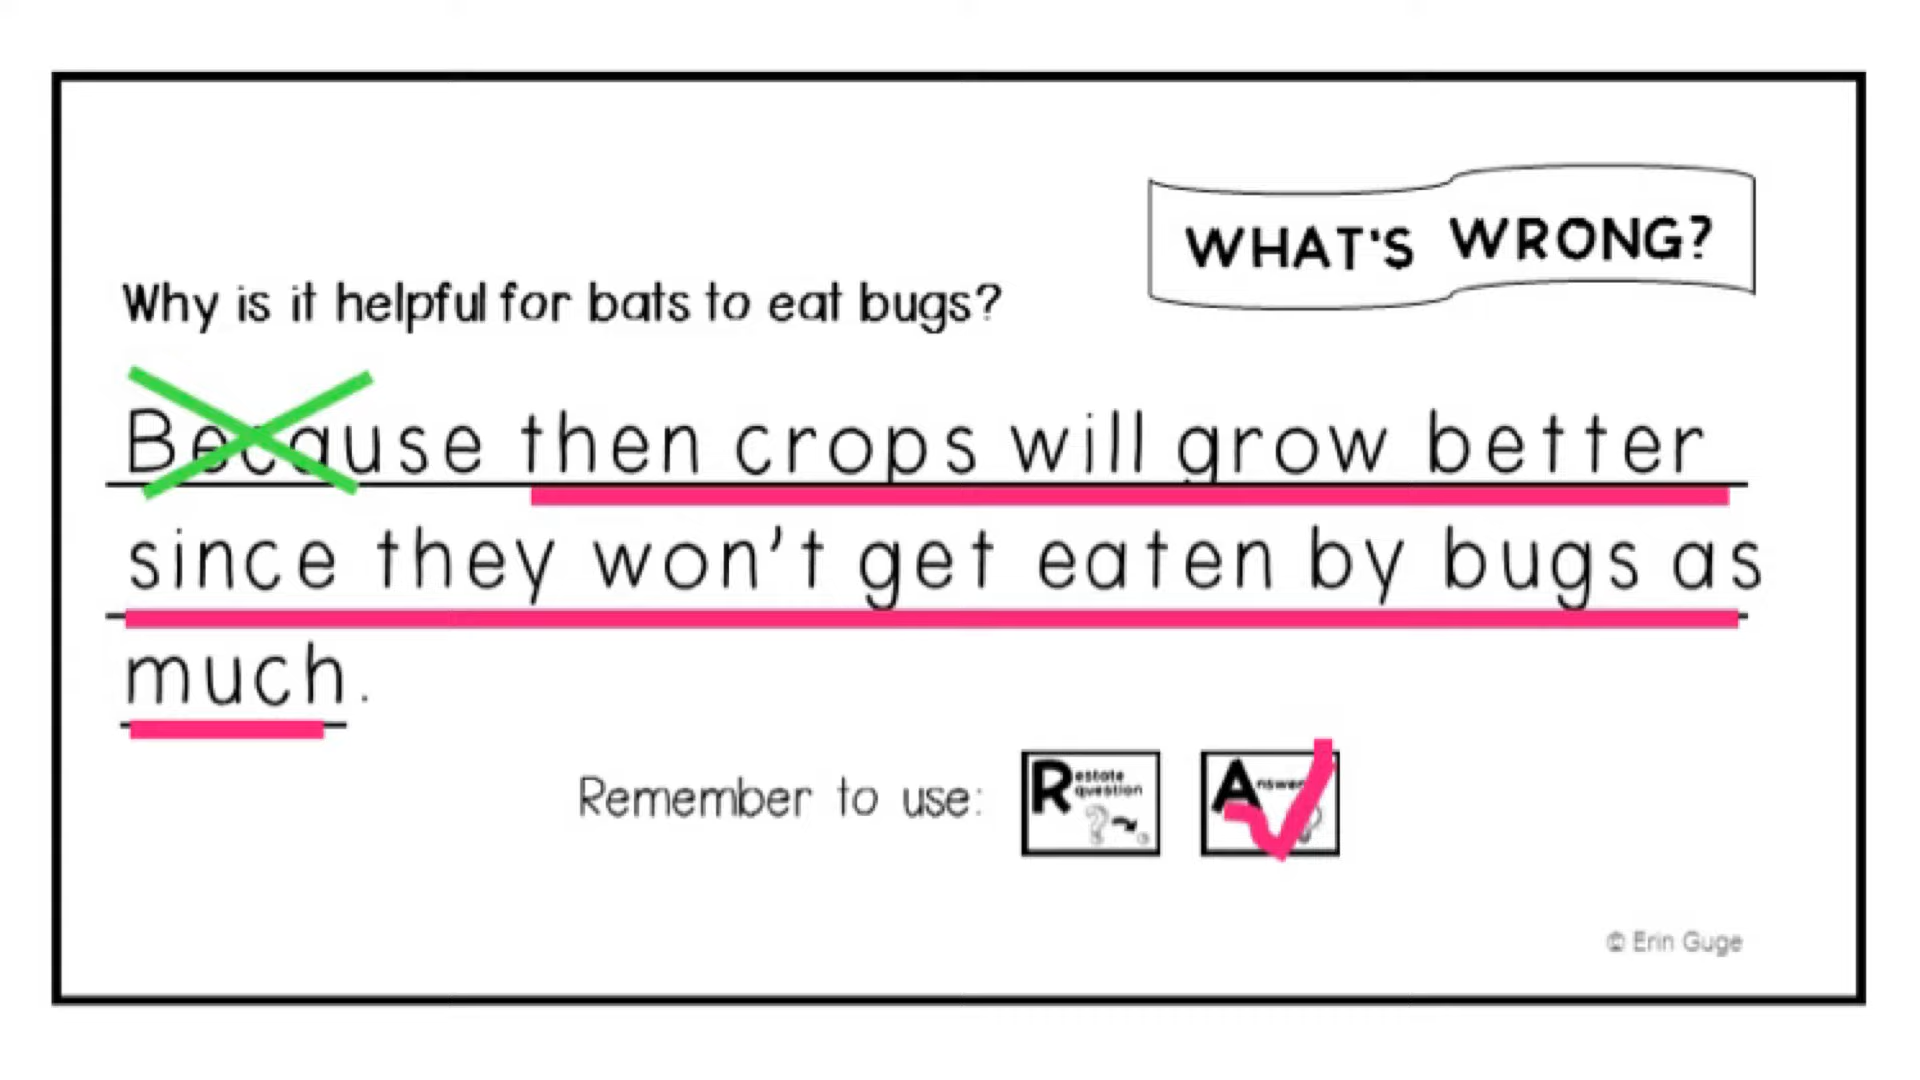 WHAT'S WRONG?
Why is it helpful for bats to eat bugs?
Because then crops will grow better
since they won't get eaten by bugs as
much.
Remember to use: Restate question Answer
© Erin Guge